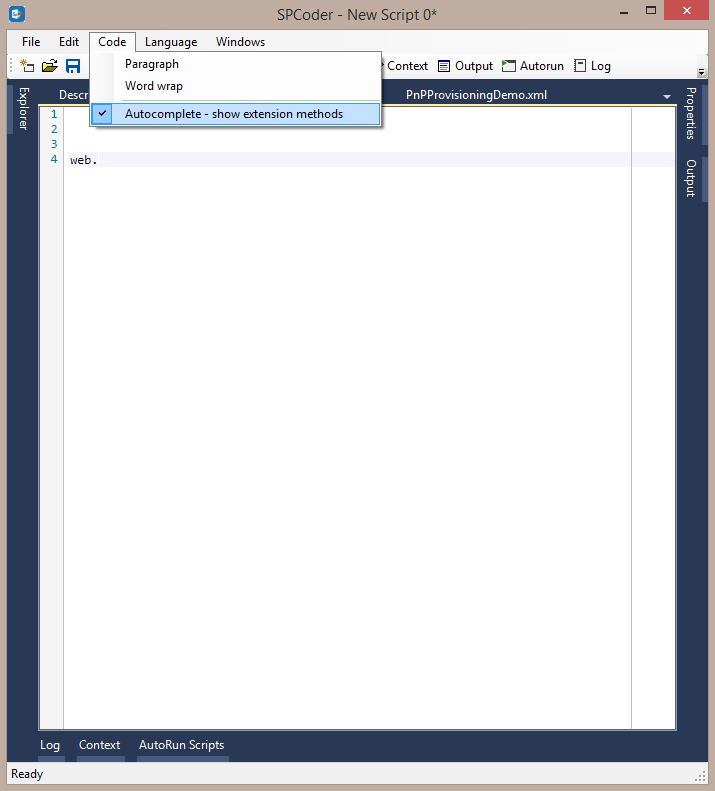 SPCoder - New Script 0*
File Edit Code Language Windows
Paragraph
Word wrap
Autocomplete - show extension methods
Context Output Autorun Log
Descr PnPProvisioningDemo.xml
Explorer
Properties
Output
1
2
3
4 web.
Log Context AutoRun Scripts
Ready